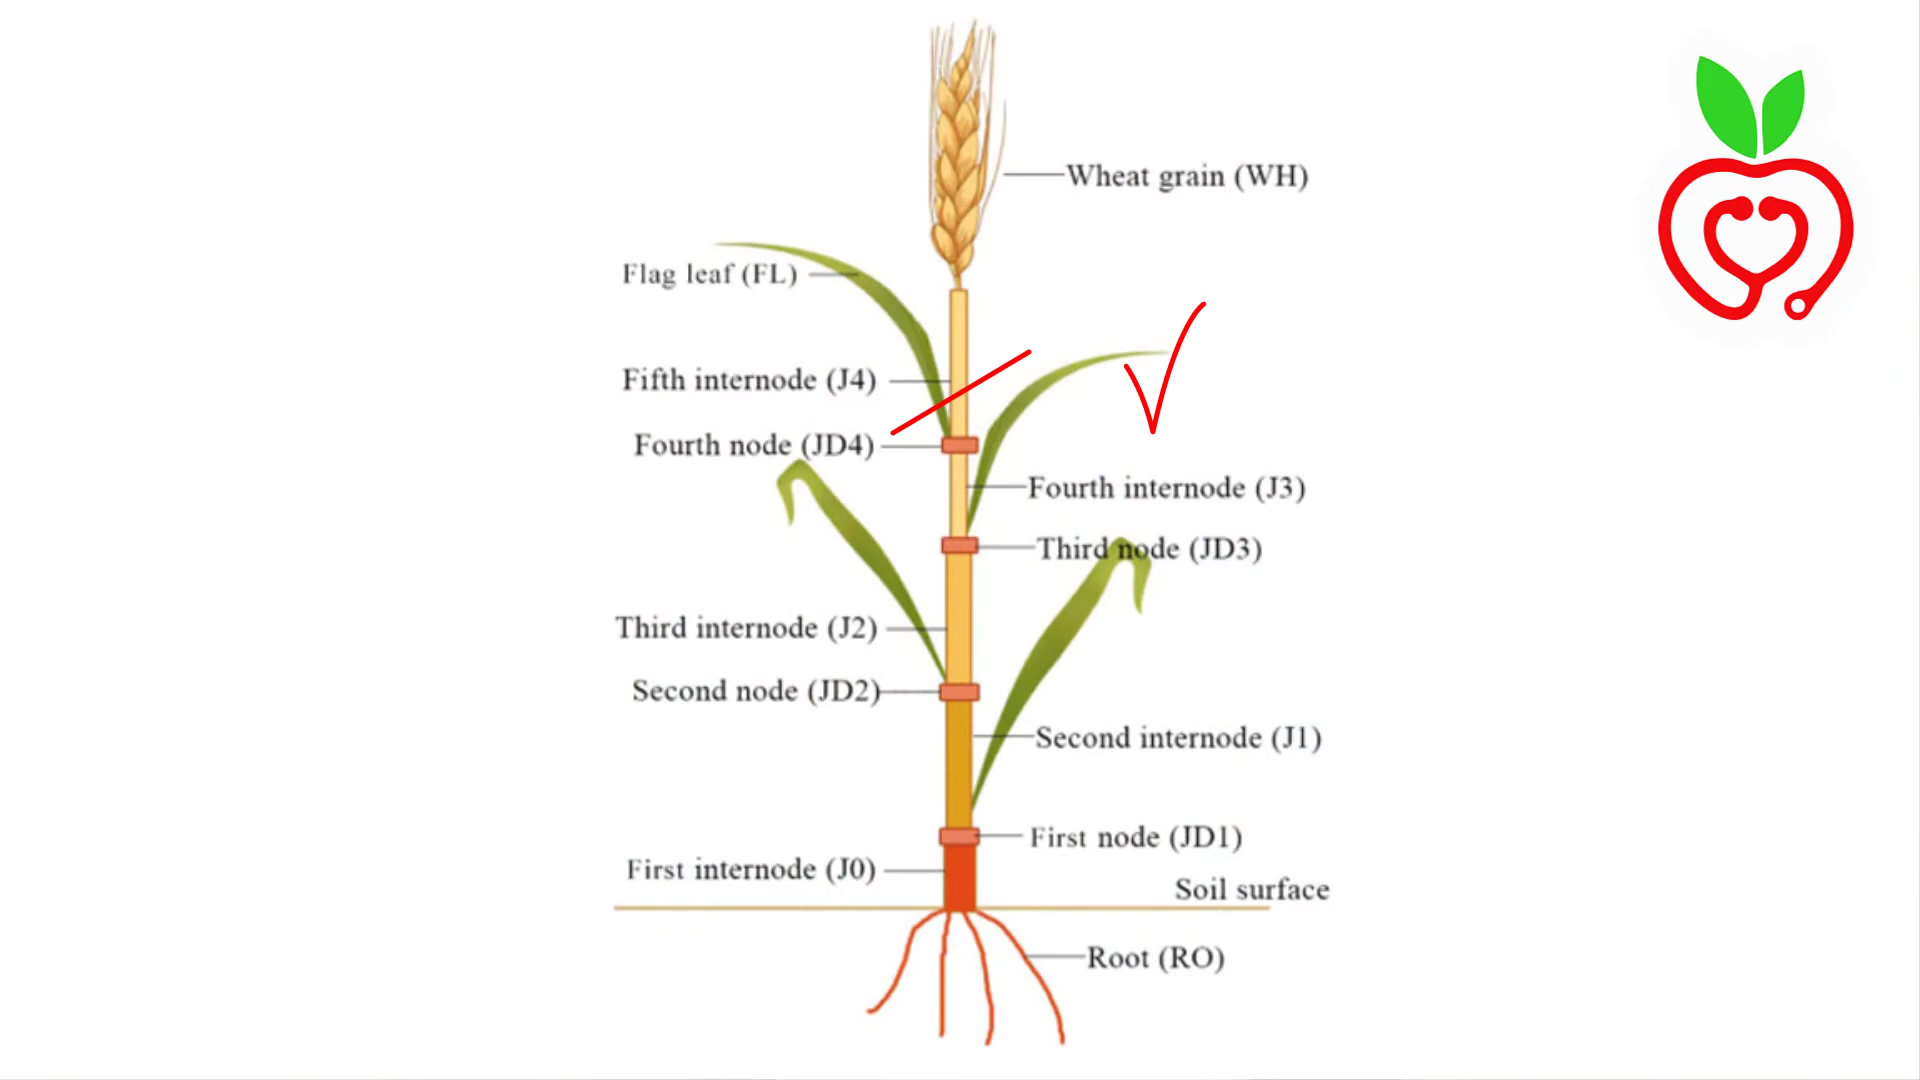 Wheat grain (WH)
Flag leaf (FL)
Fifth internode (J4)
Fourth node (JD4)
Fourth internode (J3)
Third node (JD3)
Third internode (J2)
Second node (JD2)
Second internode (J1)
First node (JD1)
First internode (J0)
Soil surface
Root (RO)